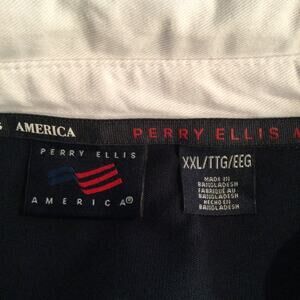 AMERICA PERRY ELLIS
PERRY ELLIS
AMERICA®
XXL/TTG/EEG
MADE IN
BANGLADESH
FABRIQUÉ AU
BANGLADESH
HECHO EN
BANGLADESH